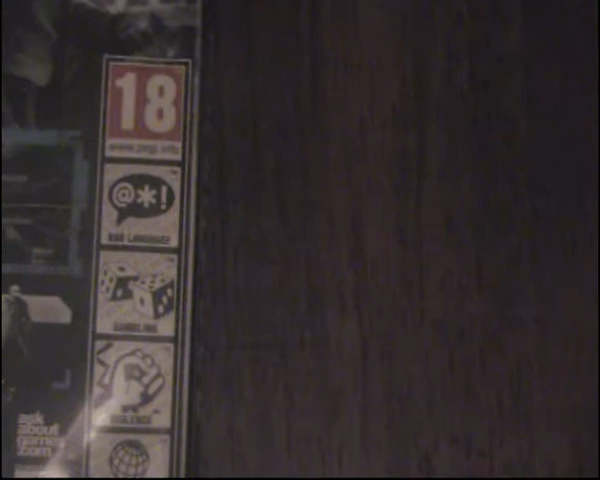 18
www.pegi.info
@*!
BAD LANGUAGE
GAMBLING
VIOLENCE
ask
about
games
.com